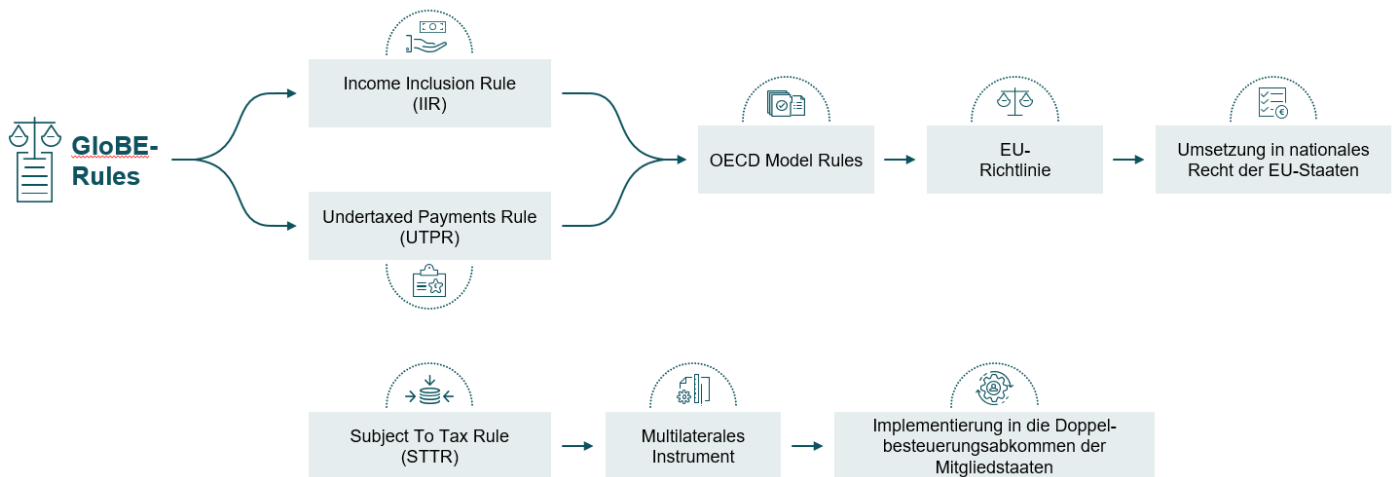 GloBE-
Rules
Income Inclusion Rule
(IIR)
Undertaxed Payments Rule
(UTPR)
OECD Model Rules
EU-
Richtlinie
Umsetzung in nationales
Recht der EU-Staaten
Subject To Tax Rule
(STTR)
Multilaterales
Instrument
Implementierung in die Doppel-
besteuerungsabkommen der
Mitgliedstaaten